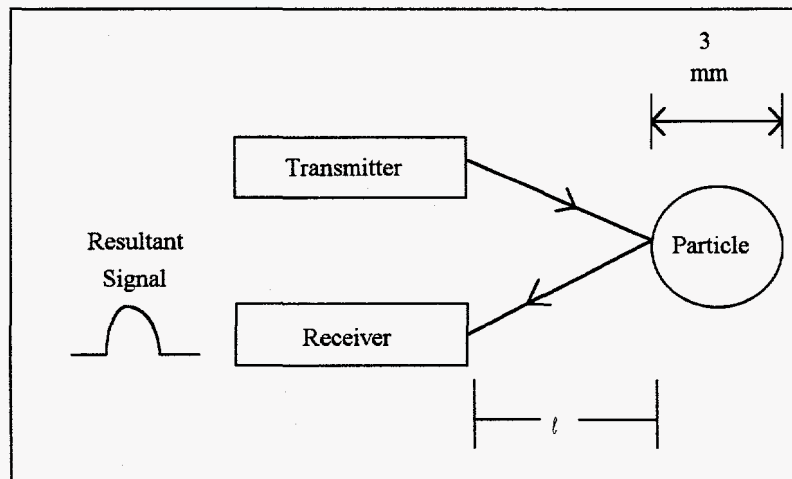 3
mm
Transmitter
Resultant
Signal
Particle
Receiver
ℓ